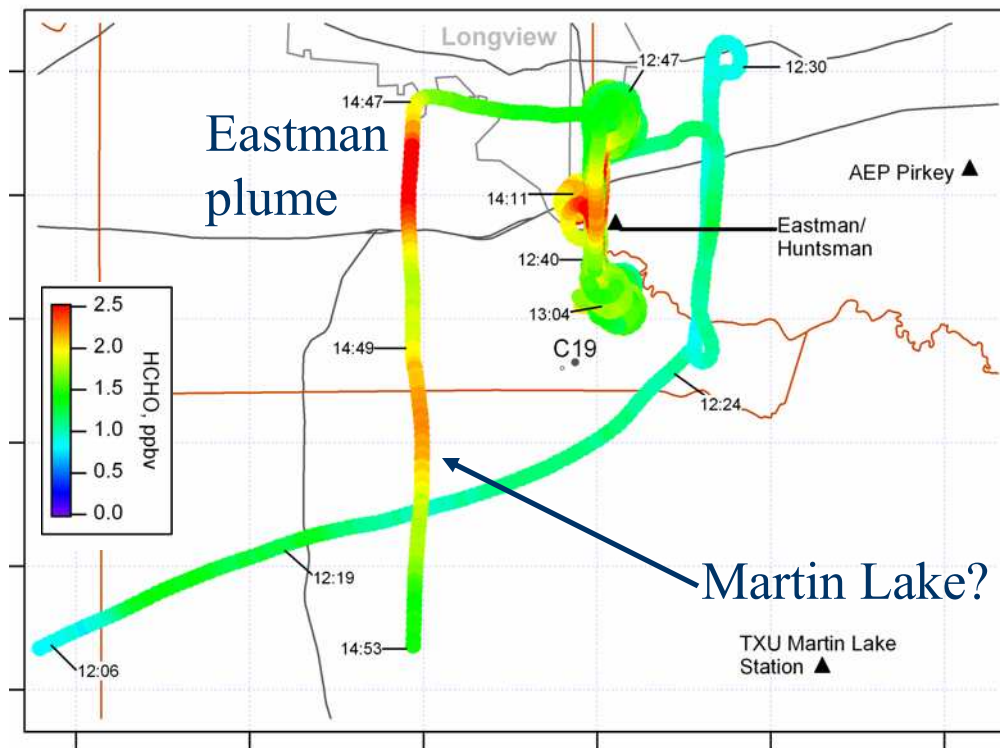 Longview
12:47
12:30
14:47
Eastman
plume
14:11
AEP Pirkey
Eastman/
Huntsman
12:40
13:04
2.5
2.0
1.5
1.0
0.5
0.0
HCHO, ppbv
14:49
C19
12:24
12:19
Martin Lake?
14:53
TXU Martin Lake
Station
12:06